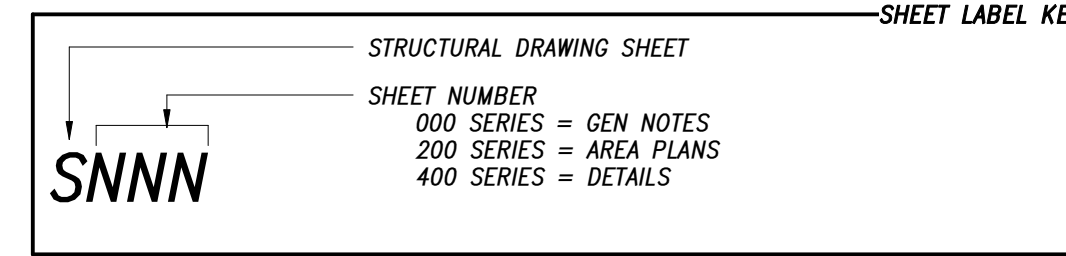 SHEET LABEL KE
STRUCTURAL DRAWING SHEET
SHEET NUMBER
000 SERIES = GEN NOTES
200 SERIES = AREA PLANS
400 SERIES = DETAILS
SNNN